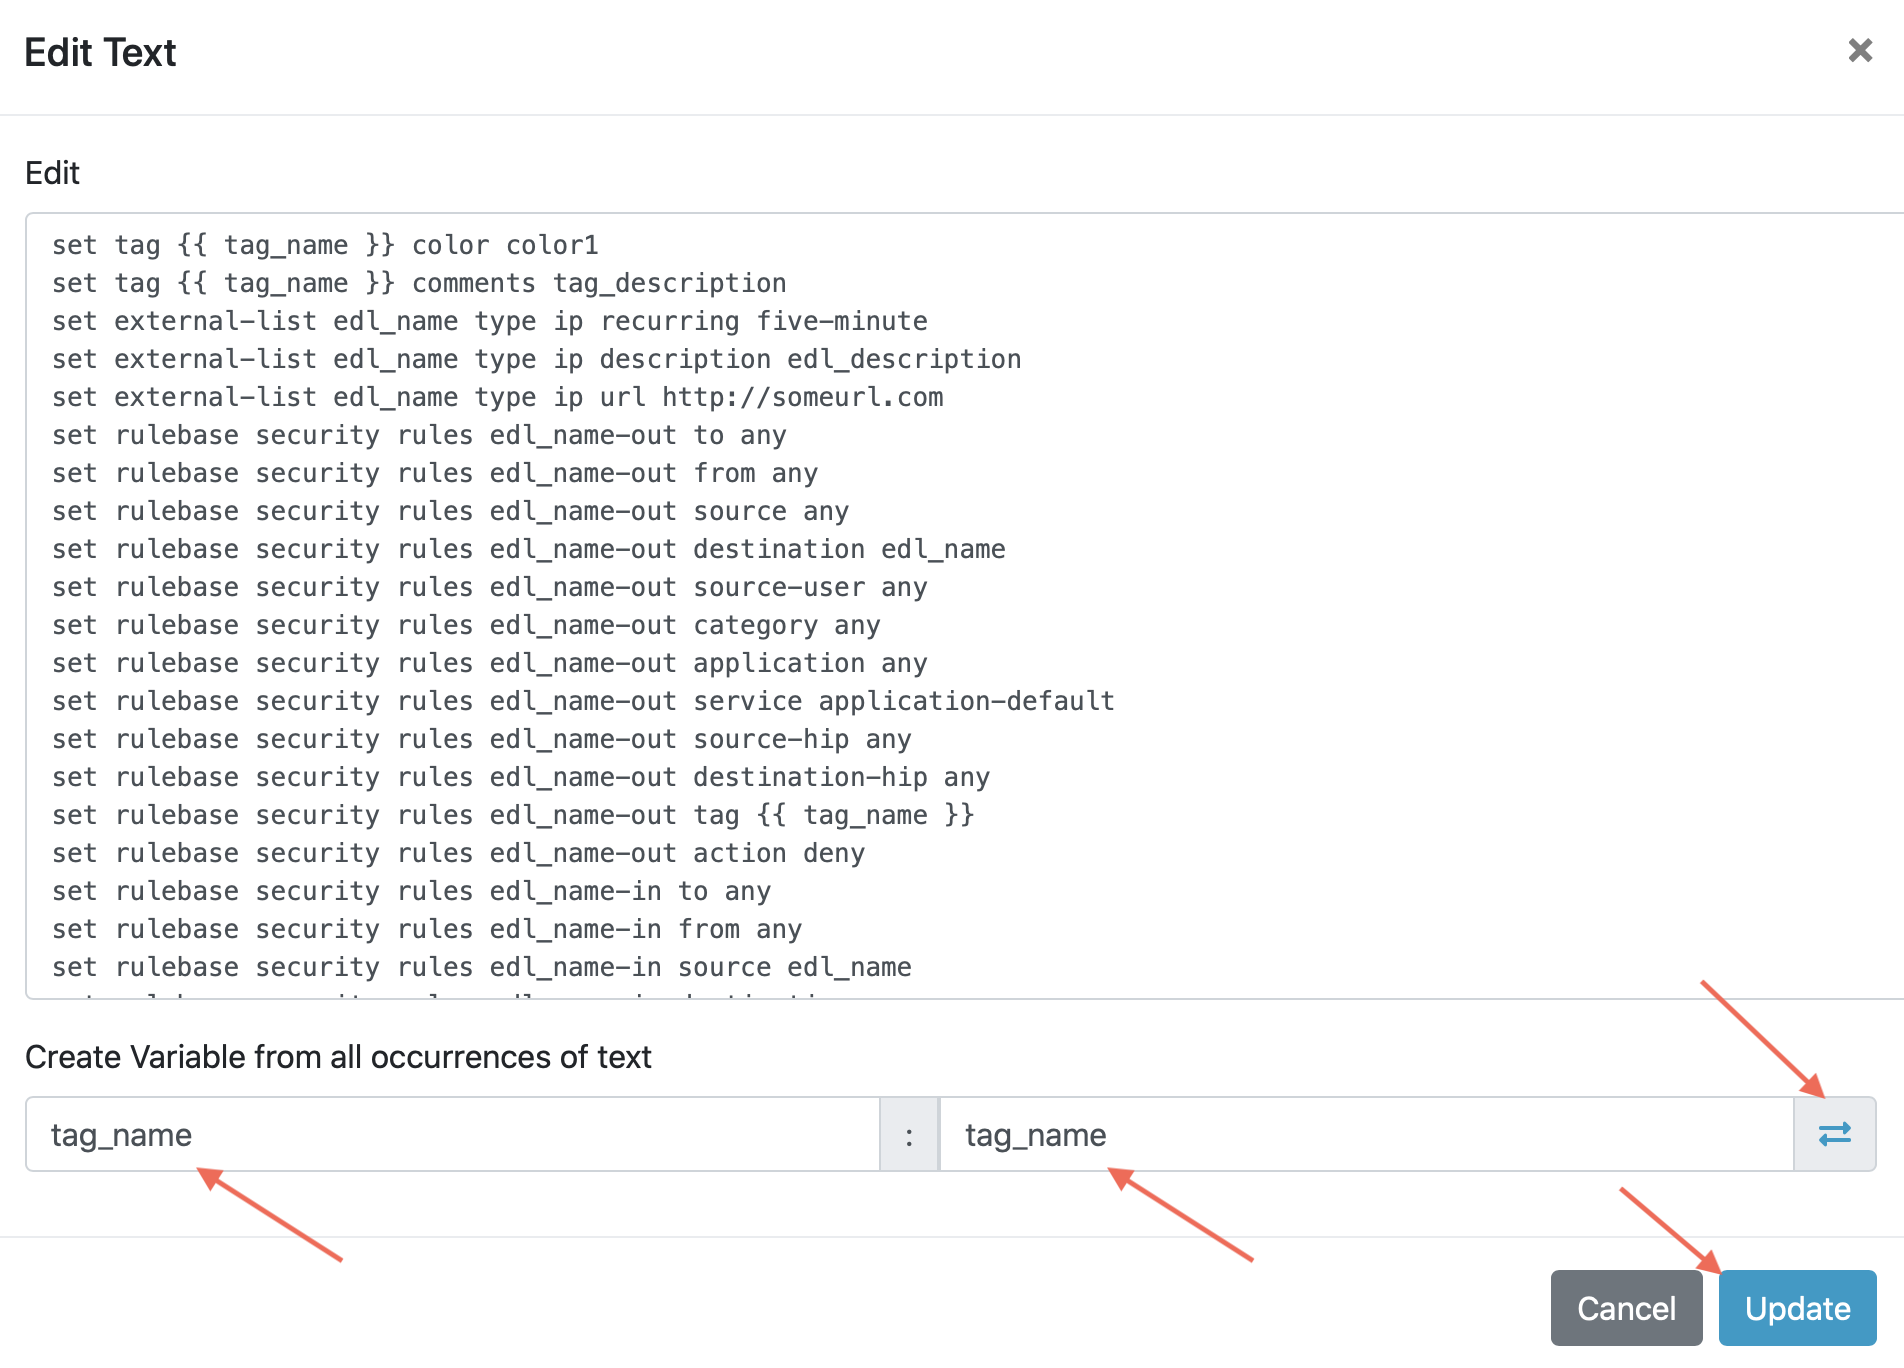 Edit Text
Edit
set tag {{ tag_name }} color color1
set tag {{ tag_name }} comments tag_description
set external-list edl_name type ip recurring five-minute
set external-list edl_name type ip description edl_description
set external-list edl_name type ip url http://someurl.com
set rulebase security rules edl_name-out to any
set rulebase security rules edl_name-out from any
set rulebase security rules edl_name-out source any
set rulebase security rules edl_name-out destination edl_name
set rulebase security rules edl_name-out source-user any
set rulebase security rules edl_name-out category any
set rulebase security rules edl_name-out application any
set rulebase security rules edl_name-out service application-default
set rulebase security rules edl_name-out source-hip any
set rulebase security rules edl_name-out destination-hip any
set rulebase security rules edl_name-out tag {{ tag_name }}
set rulebase security rules edl_name-out action deny
set rulebase security rules edl_name-in to any
set rulebase security rules edl_name-in from any
set rulebase security rules edl_name-in source edl_name
Create Variable from all occurrences of text
tag_name : tag_name
Cancel Update